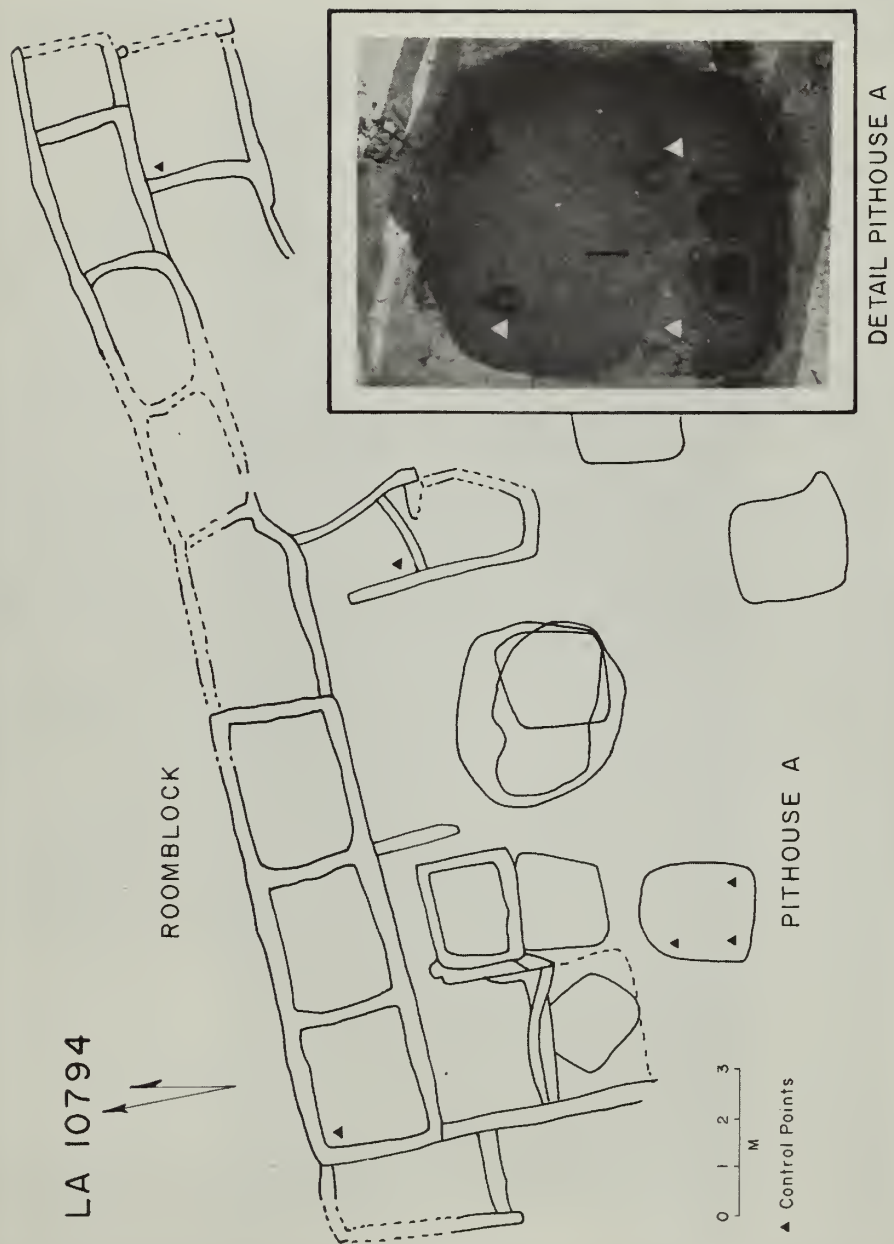 LA 10794
ROOMBLOCK
PITHOUSE A
DETAIL PITHOUSE A
0 1 2 3
M
▲ Control Points